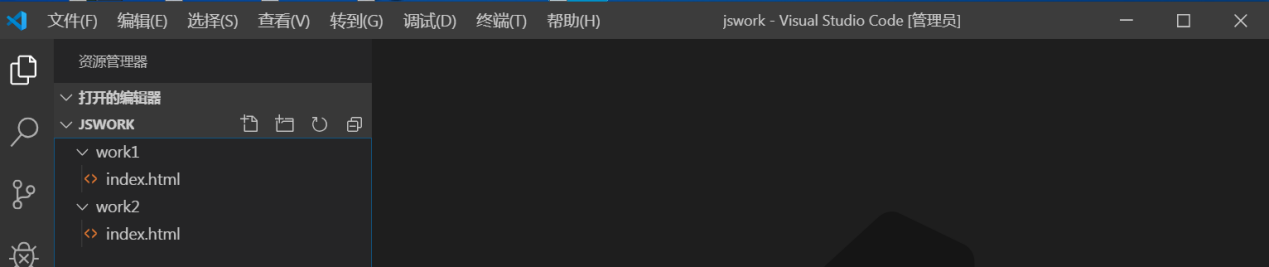 文件(F) 编辑(E) 选择(S) 查看(V) 转到(G) 调试(D) 终端(T) 帮助(H) jswork - Visual Studio Code [管理员]
资源管理器
打开的编辑器
JSWORK
work1
index.html
work2
index.html